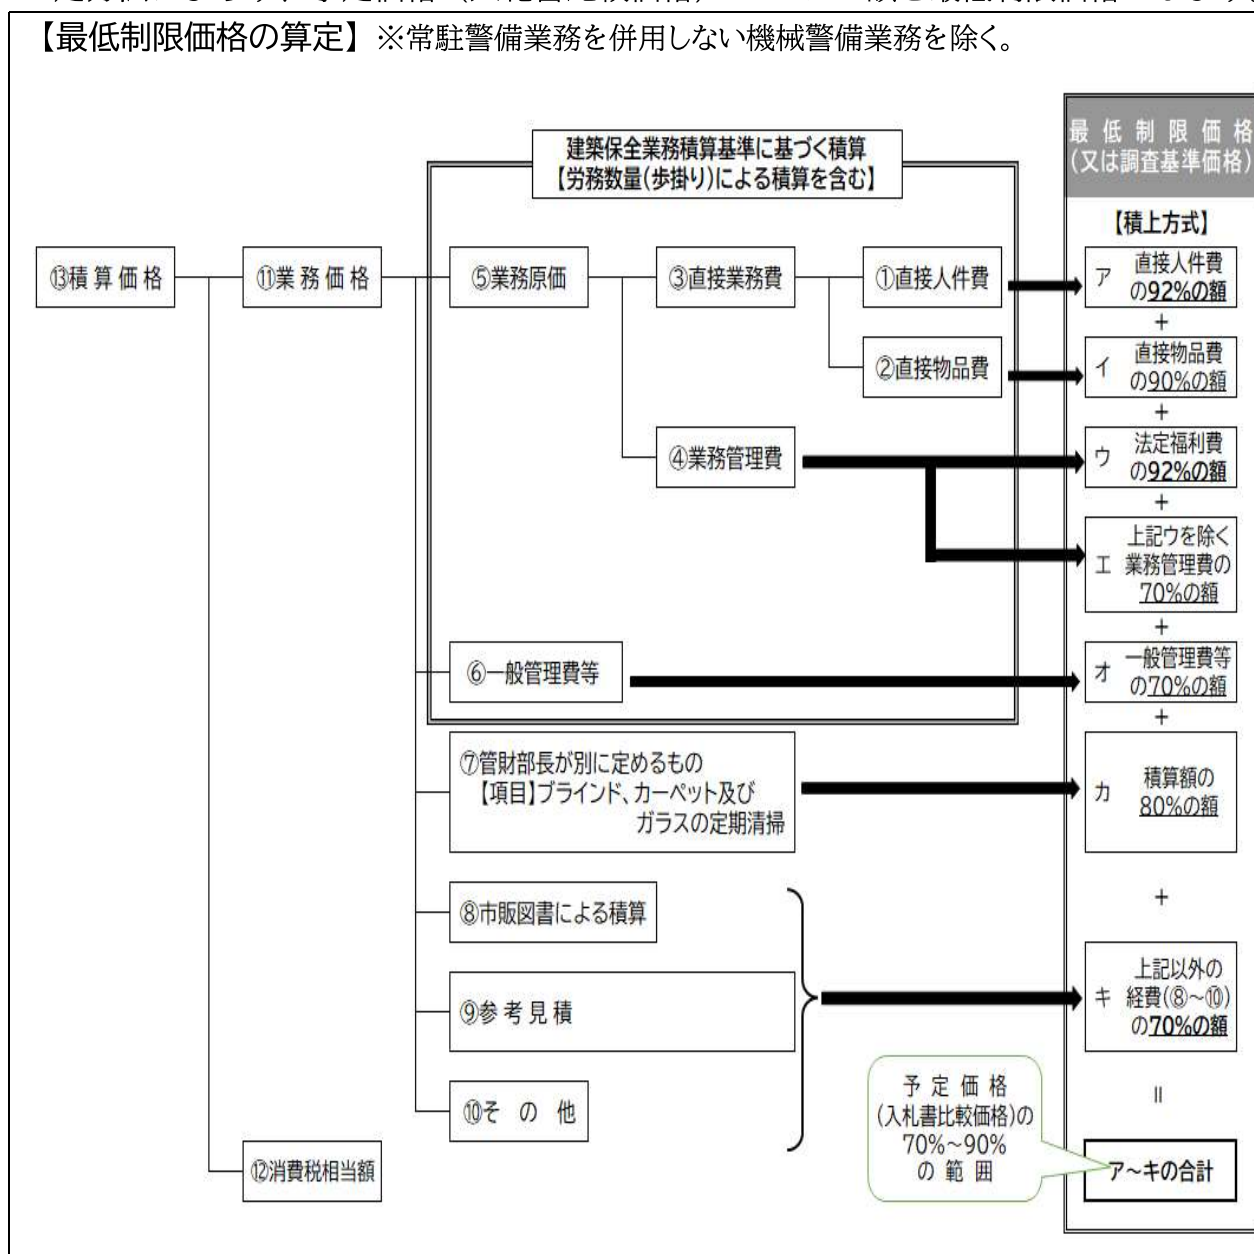 【最低制限価格の算定】 ※常駐警備業務を併用しない機械警備業務を除く。
建築保全業務積算基準に基づく積算
【労務数量(歩掛り)による積算を含む】
最 低 制 限 価 格
(又は調査基準価格)
【積上方式】
⑬積 算 価 格
⑪業 務 価 格
⑤業務原価
③直接業務費
①直接人件費
ア 直接人件費
の92%の額
+
②直接物品費
イ 直接物品費
の90%の額
+
④業務管理費
ウ 法定福利費
の92%の額
+
エ 上記ウを除く
業務管理費の
70%の額
+
⑥一般管理費等
オ 一般管理費等
の70%の額
+
⑦管財部長が別に定めるもの
【項目】ブラインド、カーペット及び
ガラスの定期清掃
カ 積算額の
80%の額
+
⑧市販図書による積算
⑨参 考 見 積
⑩そ の 他
キ 上記以外の
経費(⑧~⑩)
の70%の額
=
予 定 価 格
(入札書比較価格)の
70%~90%
の 範 囲
⑫消費税相当額
ア~キの合計